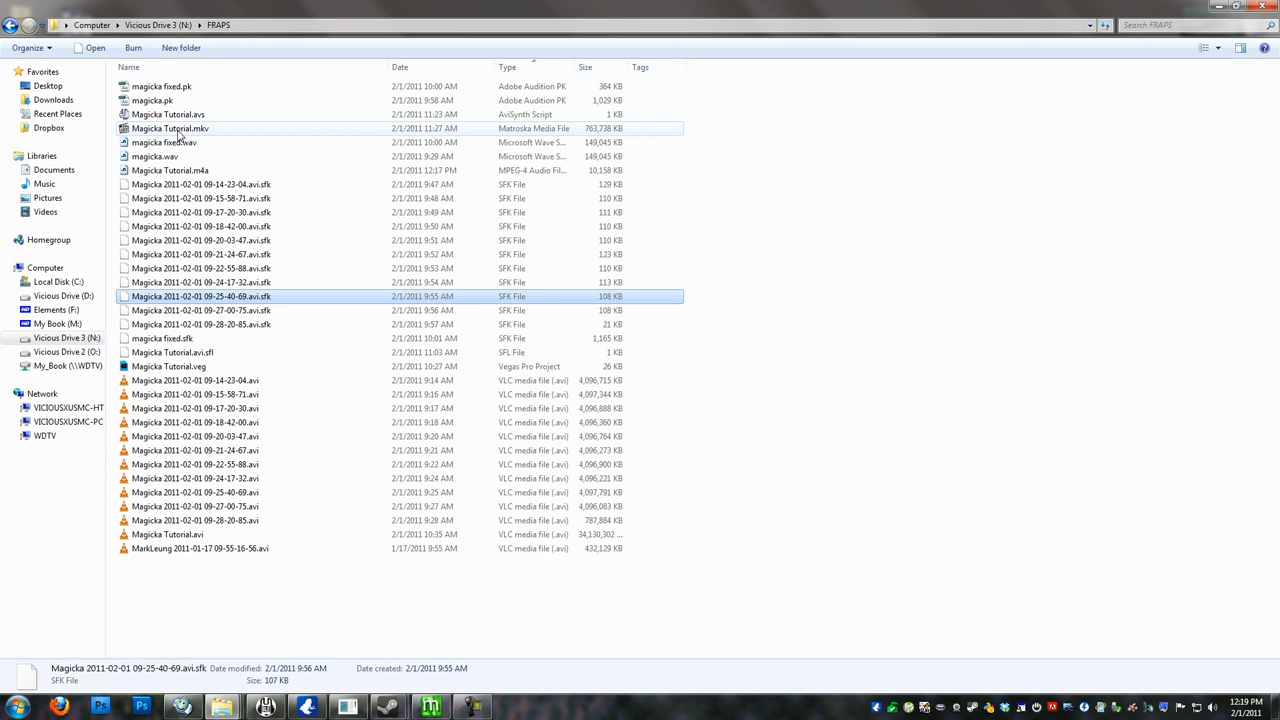 Computer Vicious Drive 3 (N:) FRAPS Search FRAPS
Organize Open Burn New folder
Name Date Type Size Tags
Favorites
Desktop
Downloads
Recent Places
Dropbox
Libraries
Documents
Music
Pictures
Videos
Homegroup
Computer
Local Disk (C:)
Vicious Drive (D:)
Elements (F:)
My Book (M:)
Vicious Drive 3 (N:)
Vicious Drive 2 (O:)
My_Book (\\WDTV)
Network
VICIOUSXUSMC-HT
VICIOUSXUSMC-PC
WDTV
magicka fixed.pk 2/1/2011 10:00 AM Adobe Audition PK 364 KB
magicka.pk 2/1/2011 9:58 AM Adobe Audition PK 1,029 KB
Magicka Tutorial.avs 2/1/2011 11:23 AM AviSynth Script 1 KB
Magicka Tutorial.mkv 2/1/2011 11:27 AM Matroska Media File 763,738 KB
magicka fixed.wav 2/1/2011 10:00 AM Microsoft Wave S... 149,045 KB
magicka.wav 2/1/2011 9:29 AM Microsoft Wave S... 149,045 KB
Magicka Tutorial.m4a 2/1/2011 12:17 PM MPEG-4 Audio Fil... 10,158 KB
Magicka 2011-02-01 09-14-23-04.avi.sfk 2/1/2011 9:47 AM SFK File 129 KB
Magicka 2011-02-01 09-15-58-71.avi.sfk 2/1/2011 9:48 AM SFK File 110 KB
Magicka 2011-02-01 09-17-20-30.avi.sfk 2/1/2011 9:49 AM SFK File 111 KB
Magicka 2011-02-01 09-18-42-00.avi.sfk 2/1/2011 9:50 AM SFK File 110 KB
Magicka 2011-02-01 09-20-03-47.avi.sfk 2/1/2011 9:51 AM SFK File 110 KB
Magicka 2011-02-01 09-21-24-67.avi.sfk 2/1/2011 9:52 AM SFK File 123 KB
Magicka 2011-02-01 09-22-55-88.avi.sfk 2/1/2011 9:53 AM SFK File 110 KB
Magicka 2011-02-01 09-24-17-32.avi.sfk 2/1/2011 9:54 AM SFK File 113 KB
Magicka 2011-02-01 09-25-40-69.avi.sfk 2/1/2011 9:55 AM SFK File 108 KB
Magicka 2011-02-01 09-27-00-75.avi.sfk 2/1/2011 9:56 AM SFK File 108 KB
Magicka 2011-02-01 09-28-20-85.avi.sfk 2/1/2011 9:57 AM SFK File 21 KB
magicka fixed.sfk 2/1/2011 10:01 AM SFK File 1,165 KB
Magicka Tutorial.avi.sfl 2/1/2011 11:03 AM SFL File 1 KB
Magicka Tutorial.veg 2/1/2011 10:27 AM Vegas Pro Project 26 KB
Magicka 2011-02-01 09-14-23-04.avi 2/1/2011 9:14 AM VLC media file (.avi) 4,096,715 KB
Magicka 2011-02-01 09-15-58-71.avi 2/1/2011 9:16 AM VLC media file (.avi) 4,097,344 KB
Magicka 2011-02-01 09-17-20-30.avi 2/1/2011 9:17 AM VLC media file (.avi) 4,096,888 KB
Magicka 2011-02-01 09-18-42-00.avi 2/1/2011 9:18 AM VLC media file (.avi) 4,096,360 KB
Magicka 2011-02-01 09-20-03-47.avi 2/1/2011 9:20 AM VLC media file (.avi) 4,096,764 KB
Magicka 2011-02-01 09-21-24-67.avi 2/1/2011 9:21 AM VLC media file (.avi) 4,096,273 KB
Magicka 2011-02-01 09-22-55-88.avi 2/1/2011 9:22 AM VLC media file (.avi) 4,096,900 KB
Magicka 2011-02-01 09-24-17-32.avi 2/1/2011 9:24 AM VLC media file (.avi) 4,096,221 KB
Magicka 2011-02-01 09-25-40-69.avi 2/1/2011 9:25 AM VLC media file (.avi) 4,097,791 KB
Magicka 2011-02-01 09-27-00-75.avi 2/1/2011 9:27 AM VLC media file (.avi) 4,096,083 KB
Magicka 2011-02-01 09-28-20-85.avi 2/1/2011 9:28 AM VLC media file (.avi) 787,884 KB
Magicka Tutorial.avi 2/1/2011 10:35 AM VLC media file (.avi) 34,130,302 ...
MarkLeung 2011-01-17 09-55-16-56.avi 1/17/2011 9:55 AM VLC media file (.avi) 432,129 KB
Magicka 2011-02-01 09-25-40-69.avi.sfk Date modified: 2/1/2011 9:56 AM Date created: 2/1/2011 9:55 AM
SFK File Size: 107 KB
12:19 PM
2/1/2011